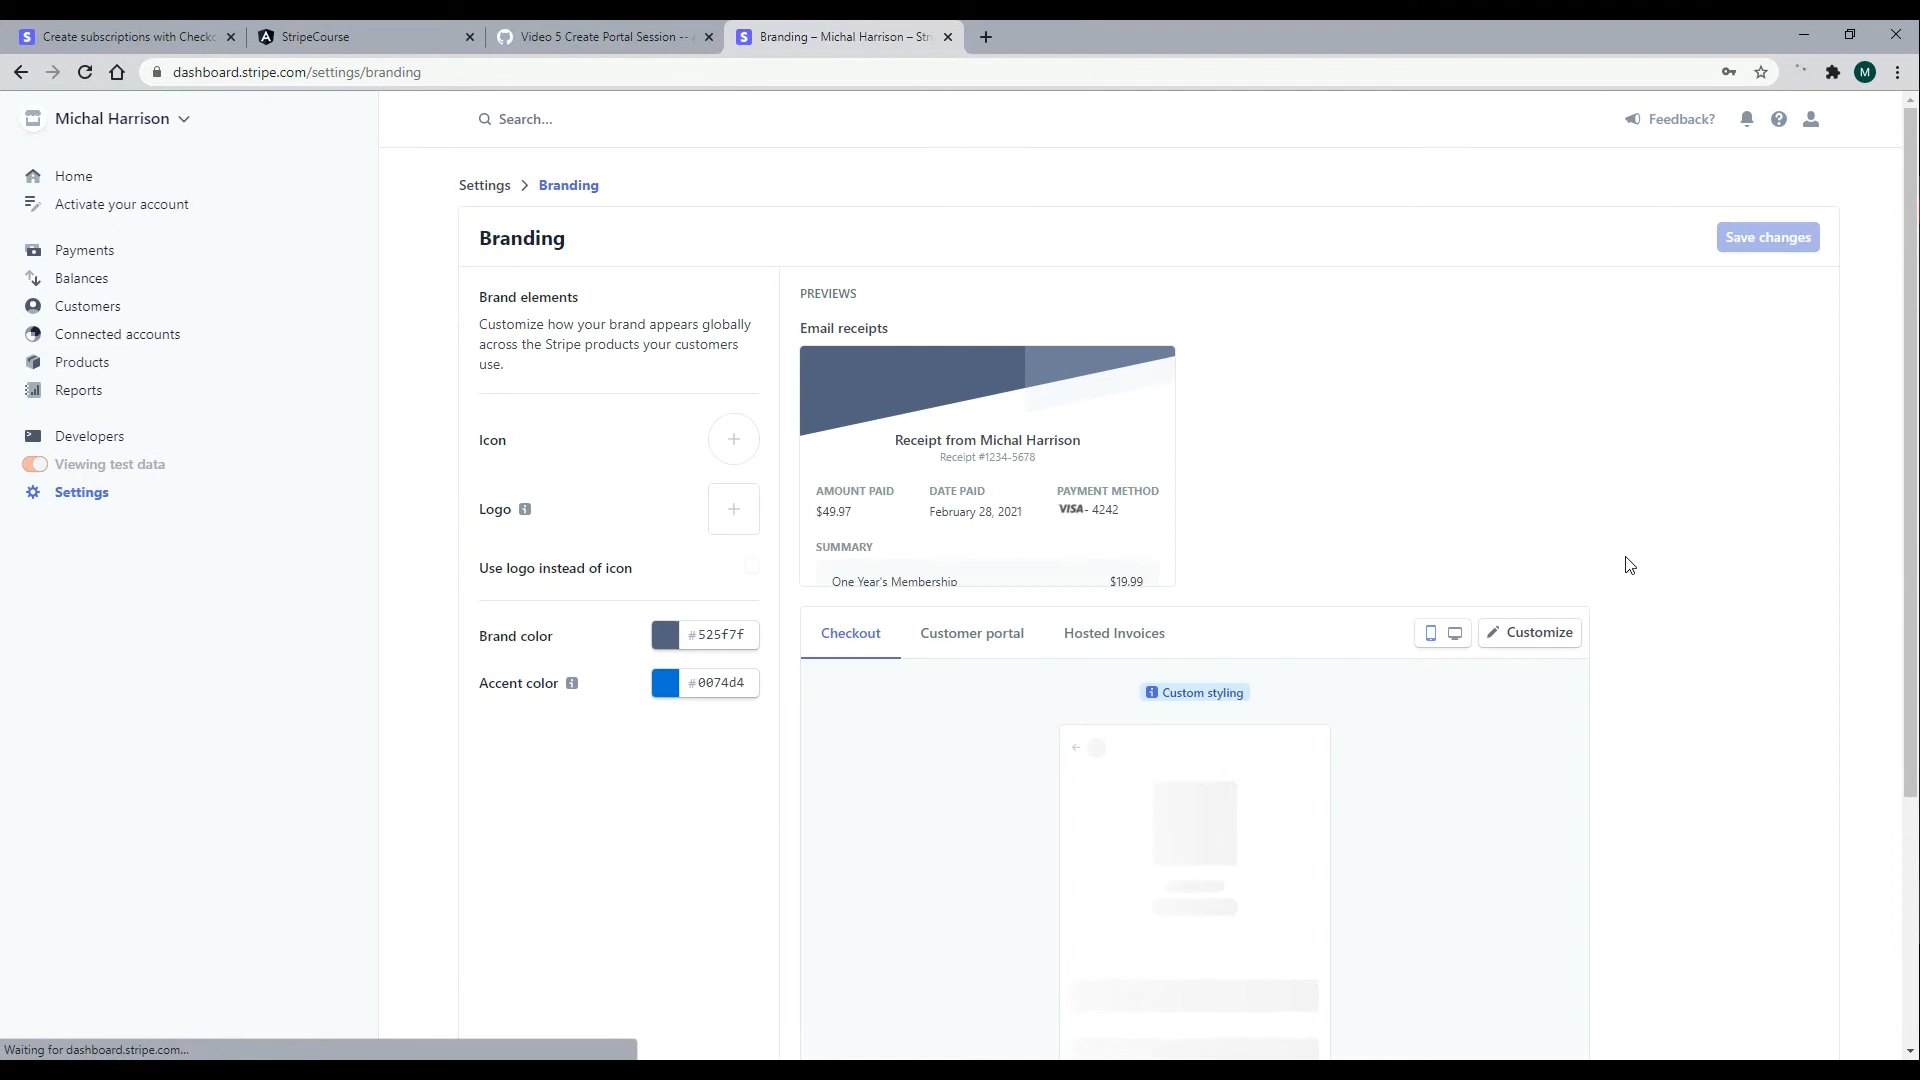 Create subscriptions with Checko
StripeCourse
Video 5 Create Portal Session --
Branding – Michal Harrison – Stri
dashboard.stripe.com/settings/branding
M
Michal Harrison
Search...
Feedback?
Home
Activate your account
Payments
Balances
Customers
Connected accounts
Products
Reports
Developers
Viewing test data
Settings
Settings > Branding
Branding
Save changes
Brand elements
Customize how your brand appears globally
across the Stripe products your customers
use.
Icon
Logo
Use logo instead of icon
Brand color
#525f7f
Accent color
#0074d4
PREVIEWS
Email receipts
Receipt from Michal Harrison
Receipt #1234-5678
AMOUNT PAID
$49.97
DATE PAID
February 28, 2021
PAYMENT METHOD
VISA - 4242
SUMMARY
One Year's Membership $19.99
Checkout
Customer portal
Hosted Invoices
Customize
Custom styling
Waiting for dashboard.stripe.com...